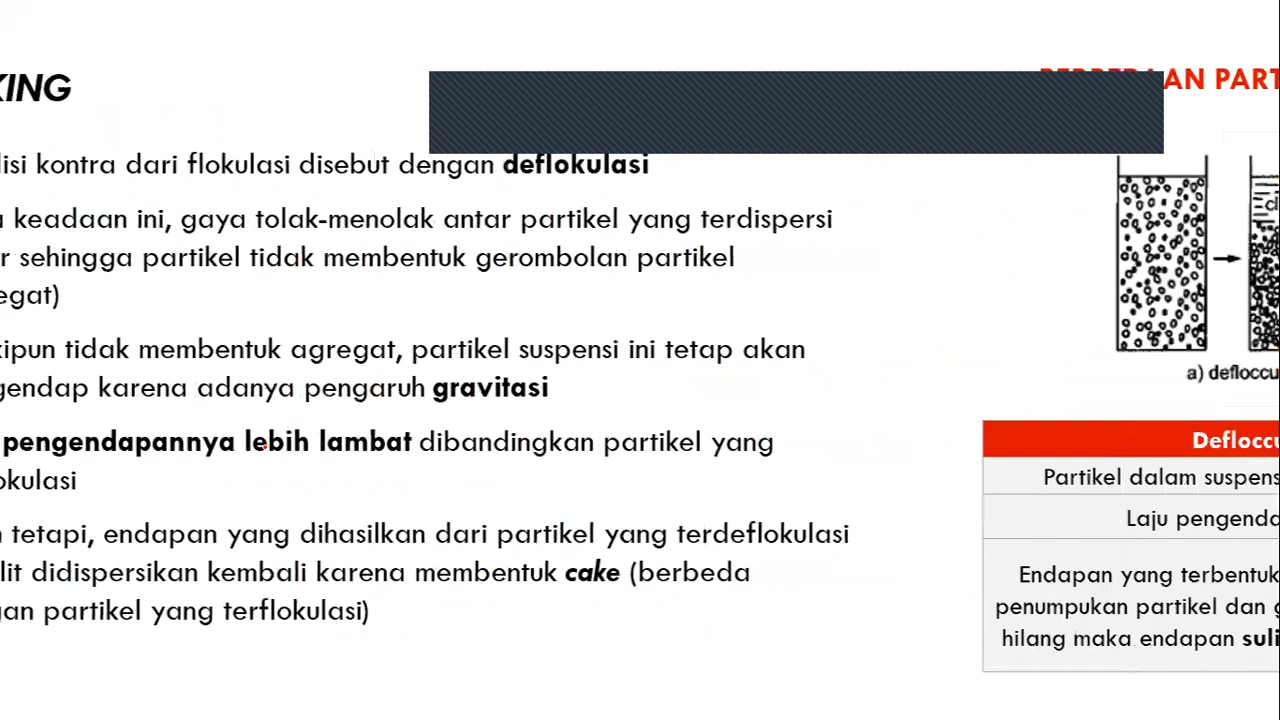 KING
disi kontra dari flokulasi disebut dengan deflokulasi
a keadaan ini, gaya tolak-menolak antar partikel yang terdispersi
r sehingga partikel tidak membentuk gerombolan partikel
egat)
kipun tidak membentuk agregat, partikel suspensi ini tetap akan
gendap karena adanya pengaruh gravitasi
pengendapannya lebih lambat dibandingkan partikel yang
okulasi
n tetapi, endapan yang dihasilkan dari partikel yang terdeflokulasi
lit didispersikan kembali karena membentuk cake (berbeda
gan partikel yang terflokulasi)
AN PART
a) defloccu
Defloccu
Partikel dalam suspens
Laju pengenda
Endapan yang terbentuk
penumpukan partikel dan g
hilang maka endapan suli